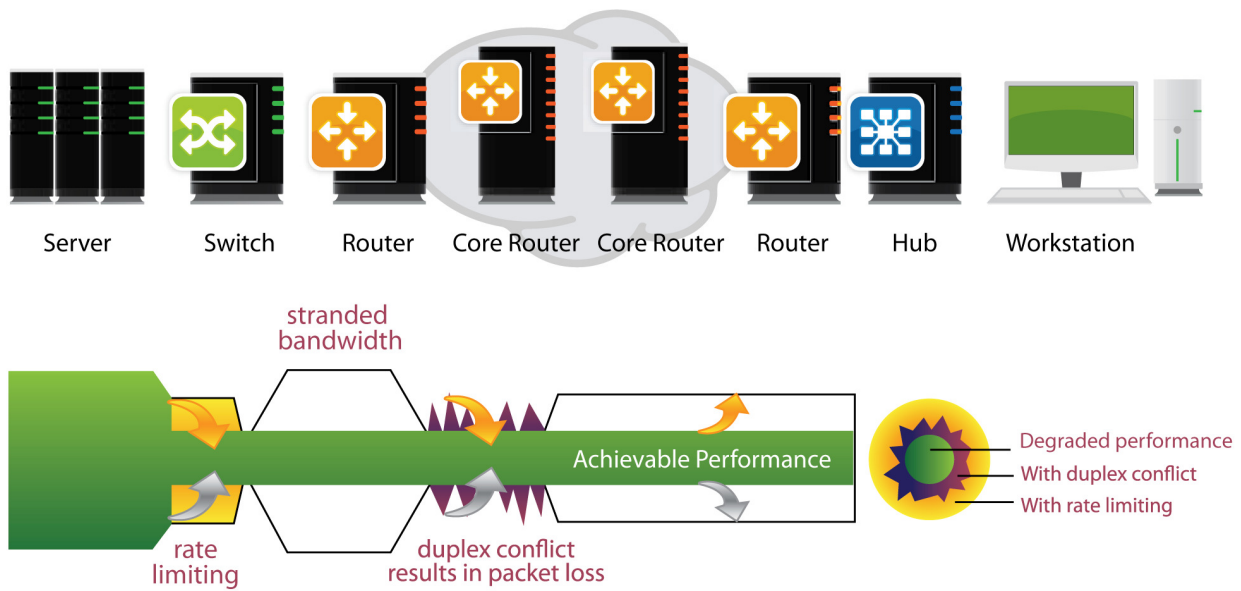 Server
Switch
Router
Core Router
Core Router
Router
Hub
Workstation
stranded
bandwidth
Achievable Performance
Degraded performance
With duplex conflict
With rate limiting
rate
limiting
duplex conflict
results in packet loss